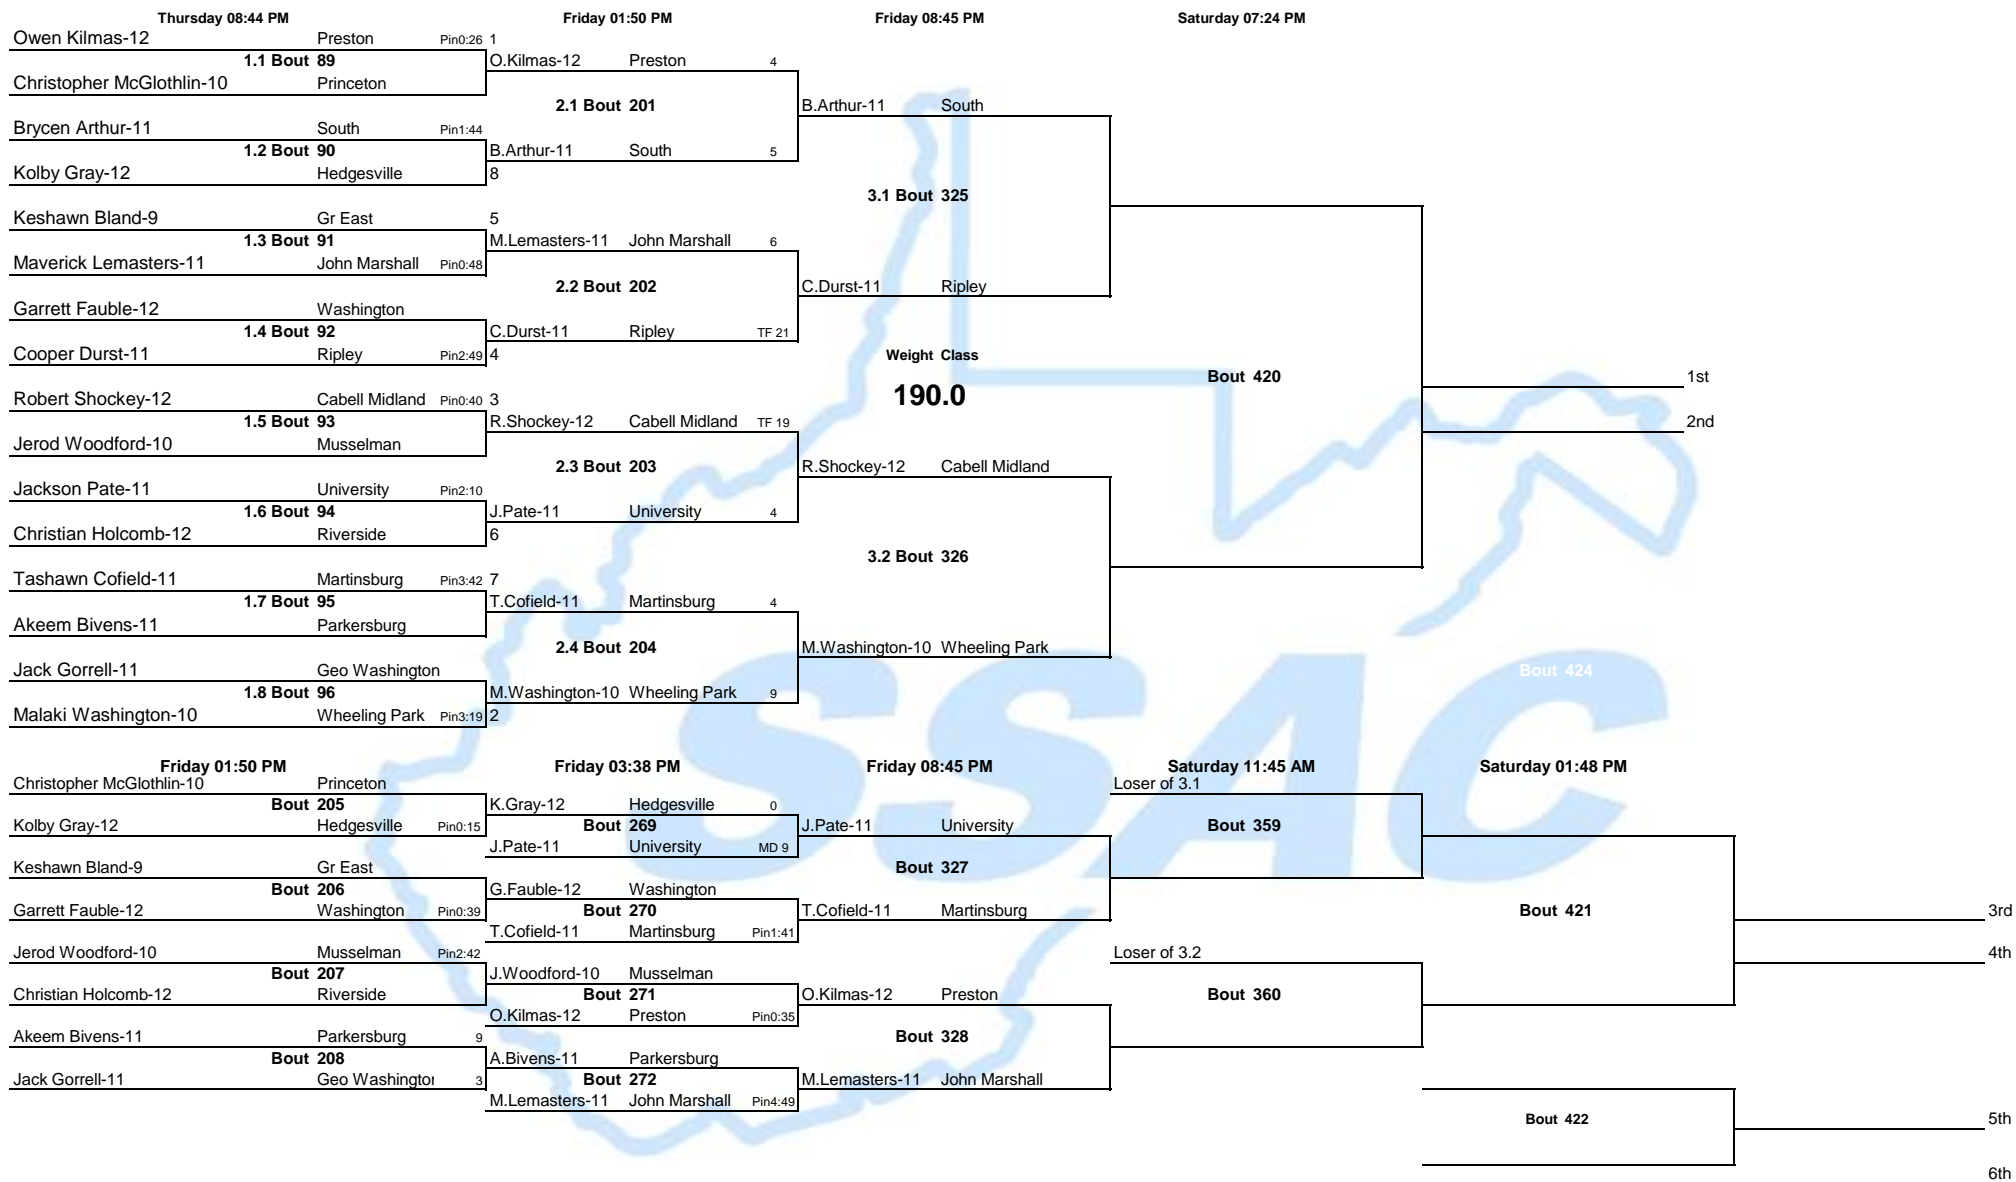 Thursday 08:44 PM Friday 01:50 PM Friday 08:45 PM Saturday 07:24 PM
Owen Kilmas-12 Preston Pin0:26 1
1.1 Bout 89 O.Kilmas-12 Preston 4
Christopher McGlothlin-10 Princeton
2.1 Bout 201 B.Arthur-11 South
Brycen Arthur-11 South Pin1:44
1.2 Bout 90 B.Arthur-11 South 5
Kolby Gray-12 Hedgesville 8
3.1 Bout 325
Keshawn Bland-9 Gr East 5
1.3 Bout 91 M.Lemasters-11 John Marshall 6
Maverick Lemasters-11 John Marshall Pin0:48
2.2 Bout 202 C.Durst-11 Ripley
Garrett Fauble-12 Washington
1.4 Bout 92 C.Durst-11 Ripley TF 21
Cooper Durst-11 Ripley Pin2:49 4 Weight Class
Bout 420 1st
Robert Shockey-12 Cabell Midland Pin0:40 3 190.0
1.5 Bout 93 R.Shockey-12 Cabell Midland TF 19 2nd
Jerod Woodford-10 Musselman
2.3 Bout 203 R.Shockey-12 Cabell Midland
Jackson Pate-11 University Pin2:10
1.6 Bout 94 J.Pate-11 University 4
Christian Holcomb-12 Riverside 6
3.2 Bout 326
Tashawn Cofield-11 Martinsburg Pin3:42 7
1.7 Bout 95 T.Cofield-11 Martinsburg 4
Akeem Bivens-11 Parkersburg
2.4 Bout 204 M.Washington-10 Wheeling Park
Jack Gorrell-11 Geo Washington Bout 424
1.8 Bout 96 M.Washington-10 Wheeling Park 9
Malaki Washington-10 Wheeling Park Pin3:19 2
SSAC
Friday 01:50 PM Friday 03:38 PM Friday 08:45 PM Saturday 11:45 AM Saturday 01:48 PM
Christopher McGlothlin-10 Princeton Loser of 3.1
Bout 205 K.Gray-12 Hedgesville 0
Kolby Gray-12 Hedgesville Pin0:15 Bout 269 J.Pate-11 University Bout 359
J.Pate-11 University MD 9
Keshawn Bland-9 Gr East Bout 327
Bout 206 G.Fauble-12 Washington
Garrett Fauble-12 Washington Pin0:39 Bout 270 T.Cofield-11 Martinsburg Bout 421 3rd
T.Cofield-11 Martinsburg Pin1:41
Jerod Woodford-10 Musselman Pin2:42 Loser of 3.2 4th
Bout 207 J.Woodford-10 Musselman
Christian Holcomb-12 Riverside Bout 271 O.Kilmas-12 Preston Bout 360
O.Kilmas-12 Preston Pin0:35
Akeem Bivens-11 Parkersburg 9 Bout 328
Bout 208 A.Bivens-11 Parkersburg
Jack Gorrell-11 Geo Washington 3 Bout 272 M.Lemasters-11 John Marshall
M.Lemasters-11 John Marshall Pin4:49
Bout 422 5th
6th